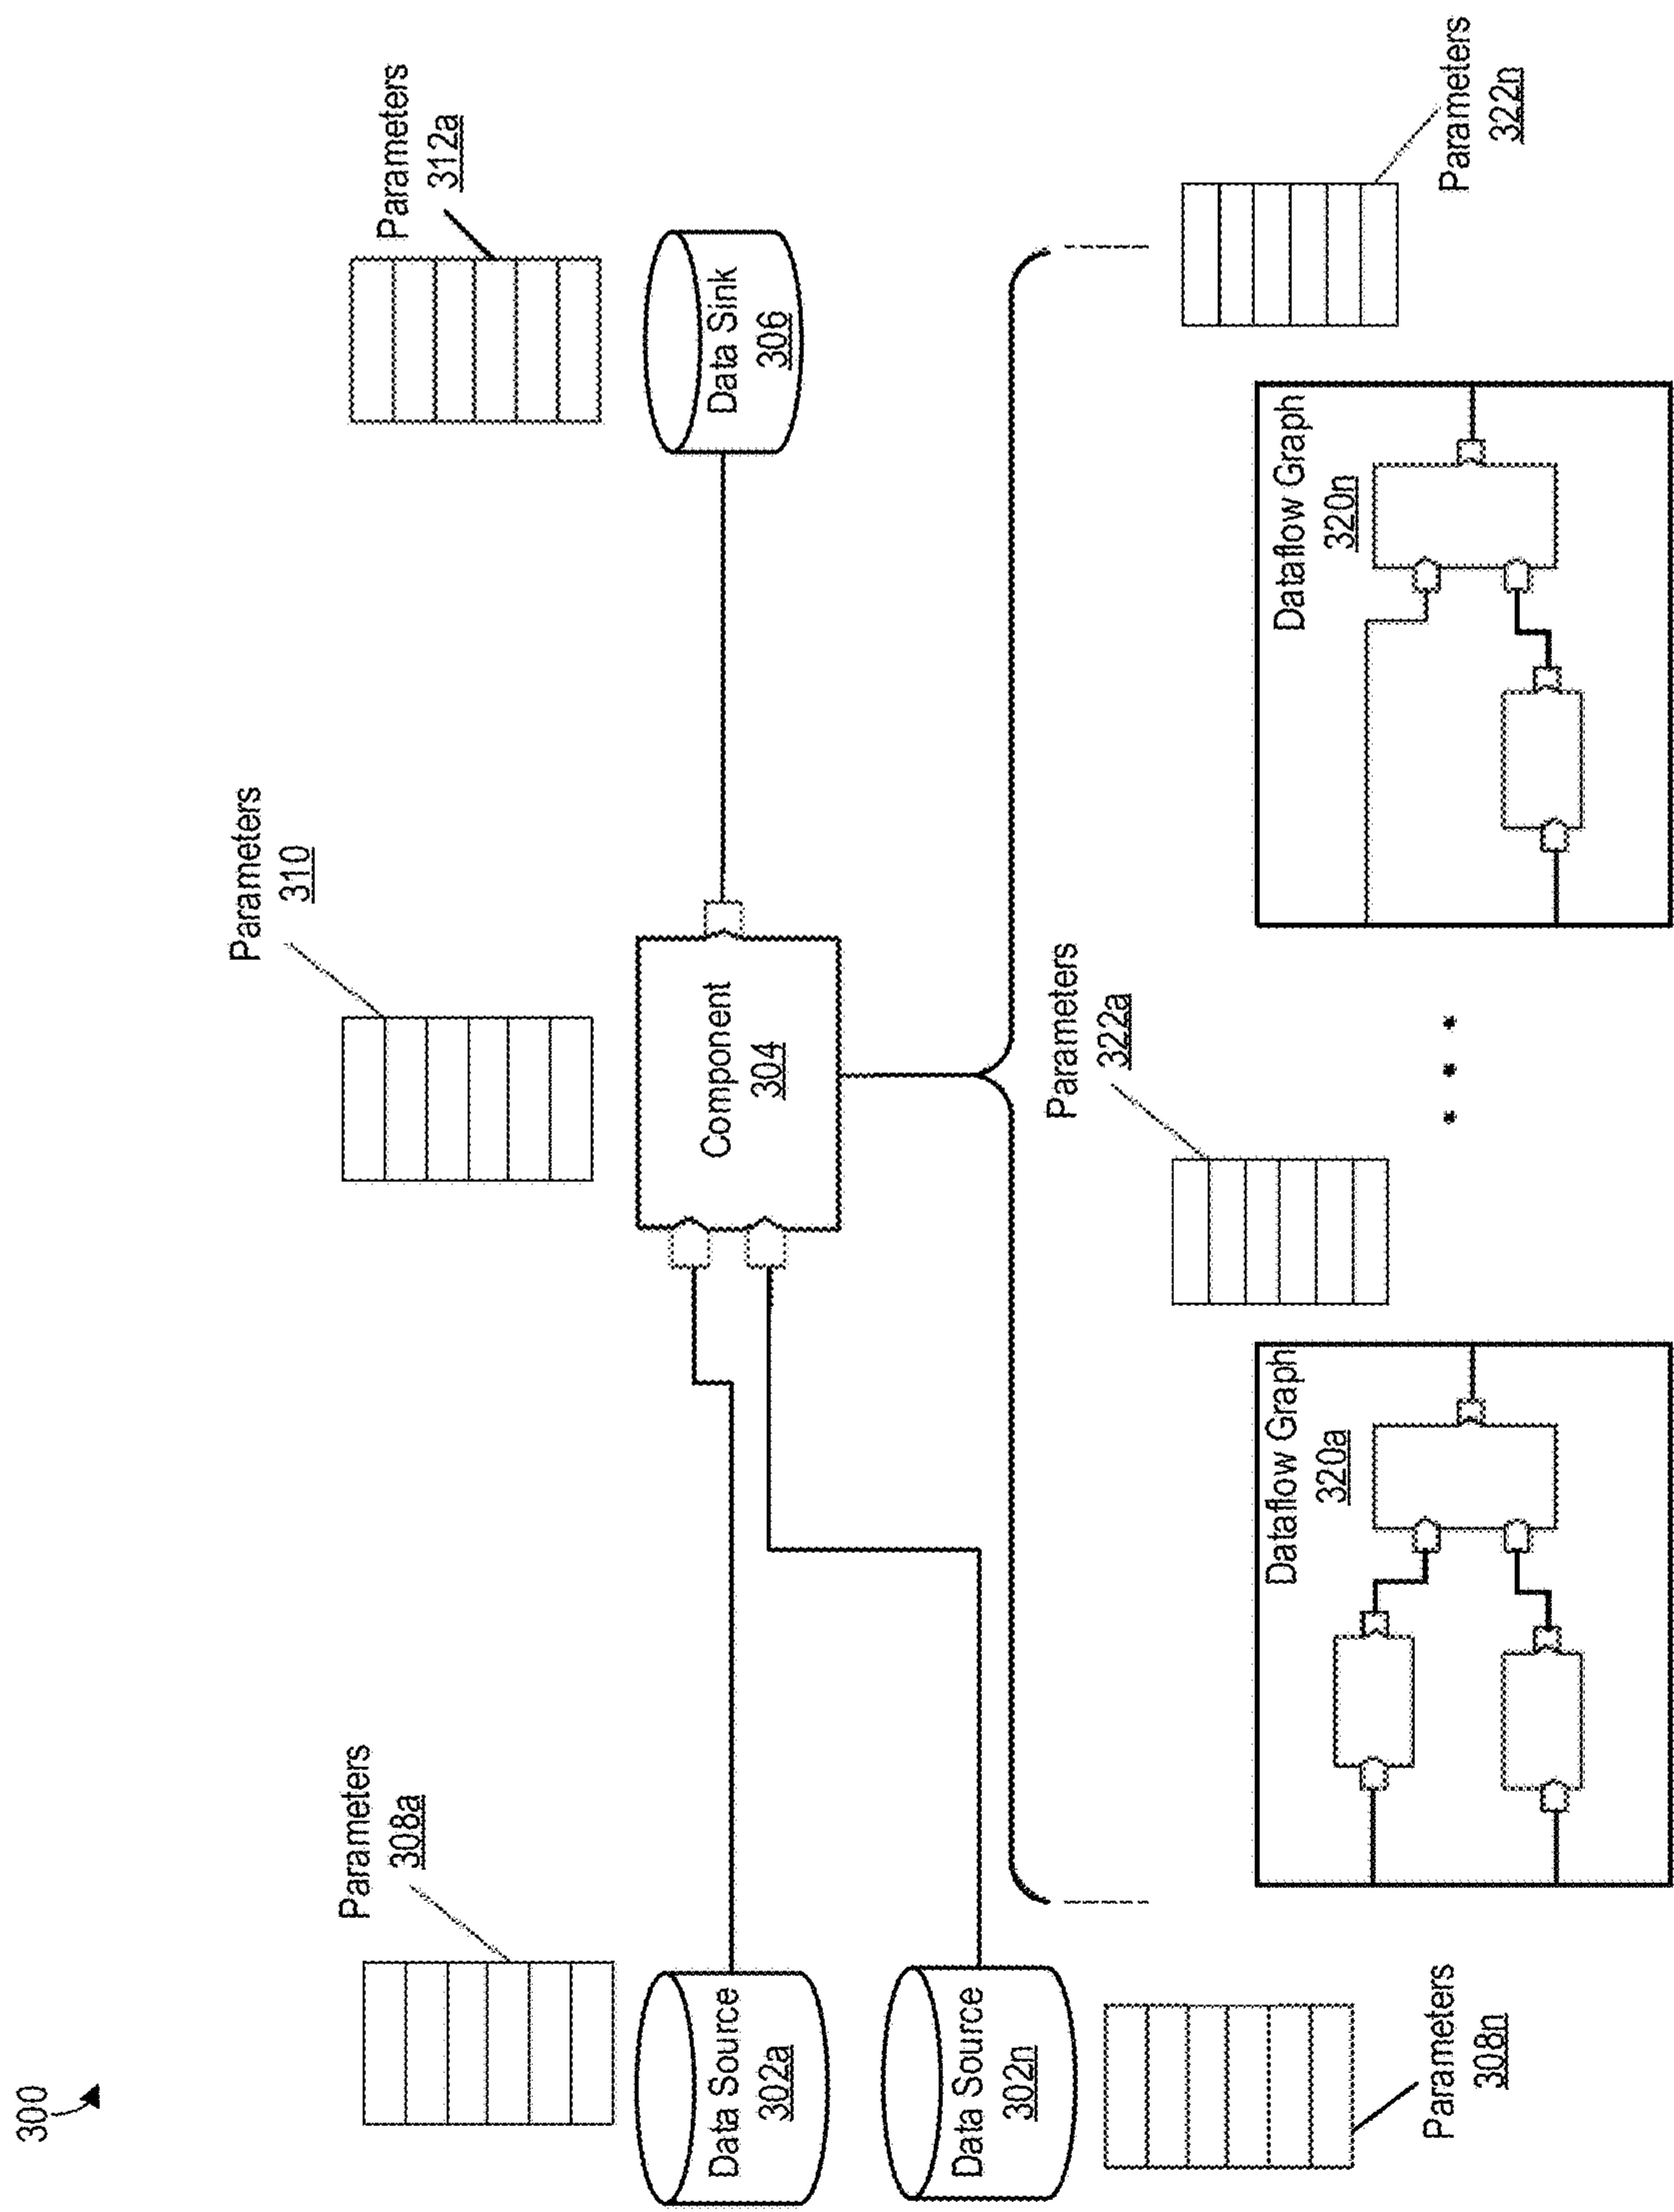 300
Parameters
308a
Parameters
310
Parameters
312a
Data Source
302a
Component
304
Data Sink
306
Data Source
302n
Parameters
308n
Parameters
322a
Parameters
322n
Dataflow Graph
320a
Dataflow Graph
320n